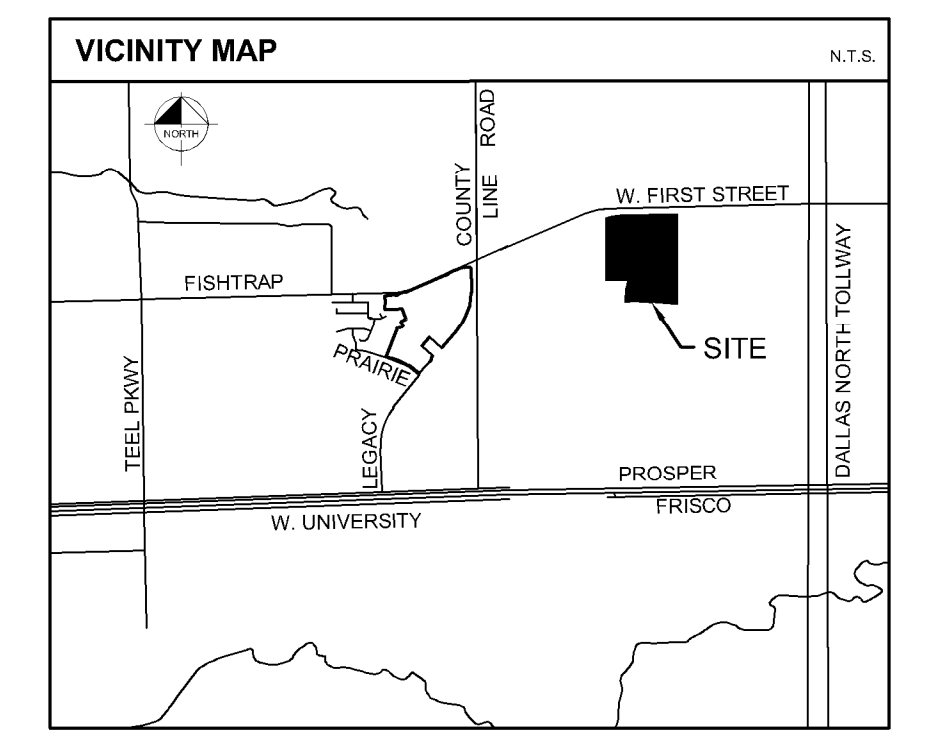 VICINITY MAP
N.T.S.
NORTH
COUNTY
LINE ROAD
W. FIRST STREET
FISHTRAP
DALLAS NORTH TOLLWAY
SITE
PRAIRIE
TEEL PKWY
LEGACY
PROSPER
FRISCO
W. UNIVERSITY